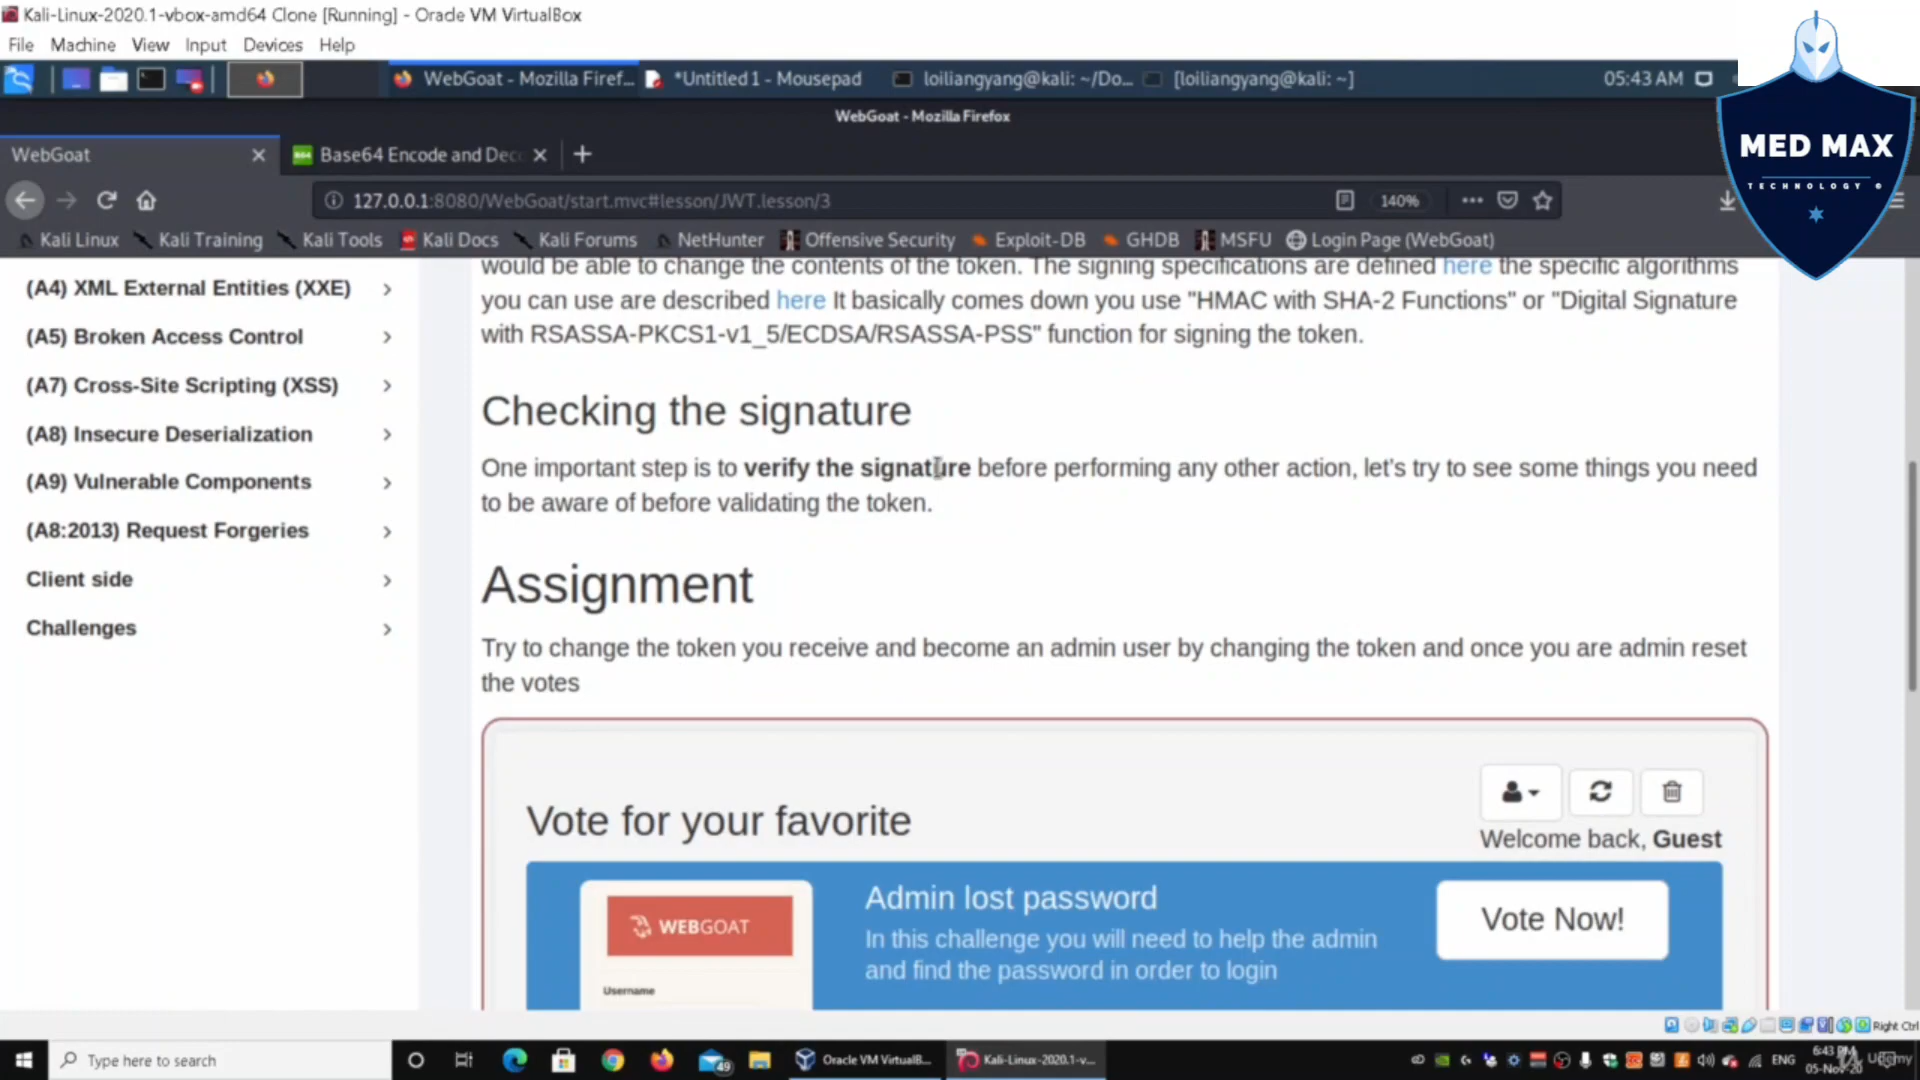 Kali-Linux-2020.1-vbox-amd64 Clone [Running] - Oracle VM VirtualBox
File Machine View Input Devices Help
WebGoat - Mozilla Firef... *Untitled 1 - Mousepad loiliangyang@kali: ~/Do... [loiliangyang@kali: ~] 05:43 AM
WebGoat - Mozilla Firefox
MED MAX
TECHNOLOGY
WebGoat Base64 Encode and Dec
127.0.0.1:8080/WebGoat/start.mvc#lesson/JWT.lesson/3 140%
Kali Linux Kali Training Kali Tools Kali Docs Kali Forums NetHunter Offensive Security Exploit-DB GHDB MSFU Login Page (WebGoat)
(A4) XML External Entities (XXE)
(A5) Broken Access Control
(A7) Cross-Site Scripting (XSS)
(A8) Insecure Deserialization
(A9) Vulnerable Components
(A8:2013) Request Forgeries
Client side
Challenges
would be able to change the contents of the token. The signing specifications are defined here the specific algorithms
you can use are described here It basically comes down you use "HMAC with SHA-2 Functions" or "Digital Signature
with RSASSA-PKCS1-v1_5/ECDSA/RSASSA-PSS" function for signing the token.
Checking the signature
One important step is to verify the signature before performing any other action, let's try to see some things you need
to be aware of before validating the token.
Assignment
Try to change the token you receive and become an admin user by changing the token and once you are admin reset
the votes
Vote for your favorite
Welcome back, Guest
WEBGOAT
Username
Admin lost password
In this challenge you will need to help the admin
and find the password in order to login
Vote Now!
Right Ctrl
Type here to search
49
Oracle VM VirtualB...
Kali-Linux-2020.1-v...
ENG
6:43 PM
05-Nov-20
Udemy